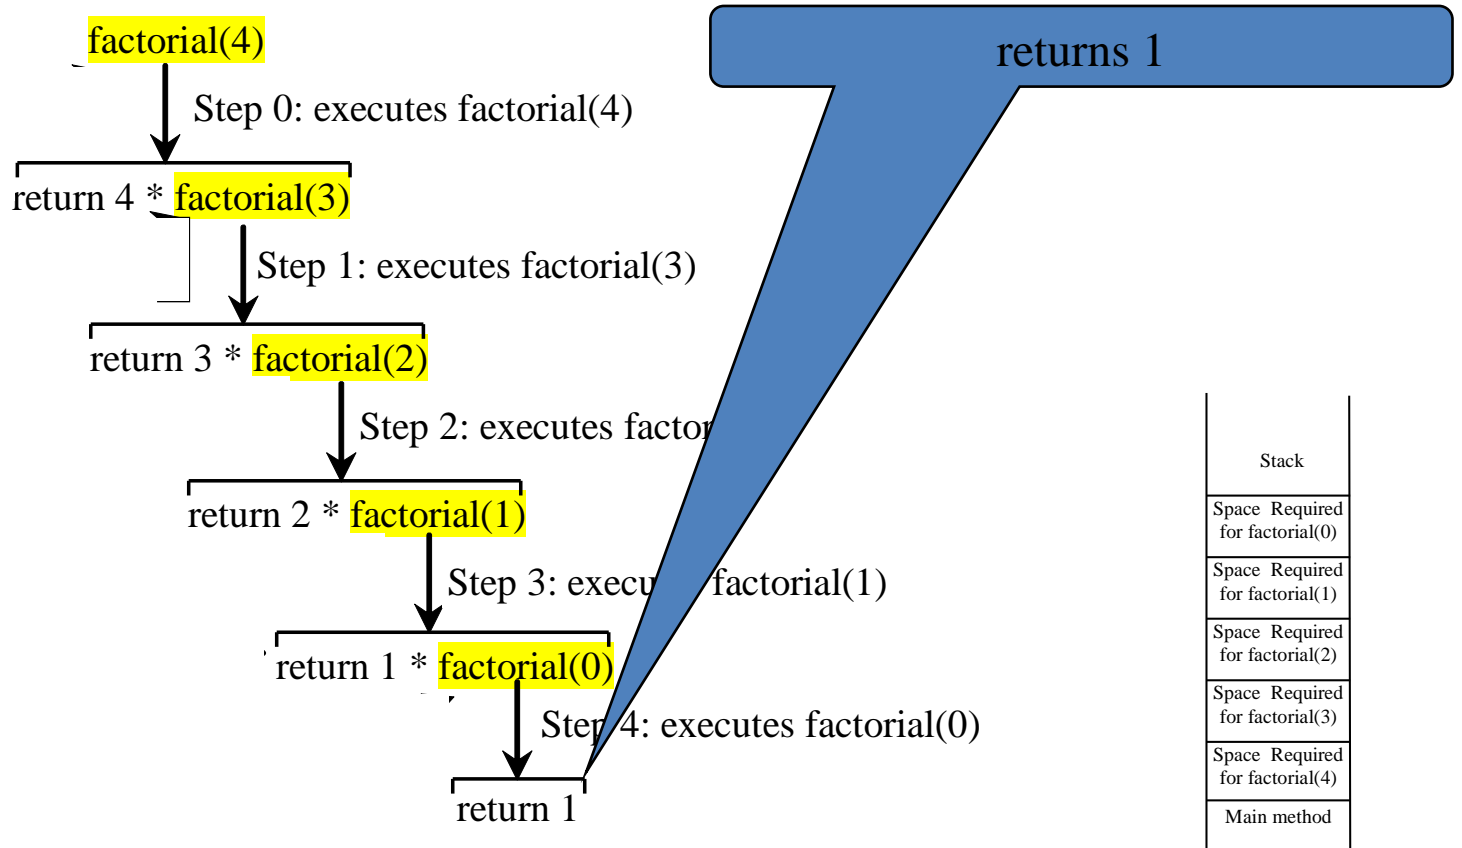 factorial(4)
returns 1
Step 0: executes factorial(4)
return 4 * factorial(3)
Step 1: executes factorial(3)
return 3 * factorial(2)
Step 2: executes factor
return 2 * factorial(1)
Step 3: execu factorial(1)
return 1 * factorial(0)
Step 4: executes factorial(0)
return 1
Stack
Space Required
for factorial(0)
Space Required
for factorial(1)
Space Required
for factorial(2)
Space Required
for factorial(3)
Space Required
for factorial(4)
Main method